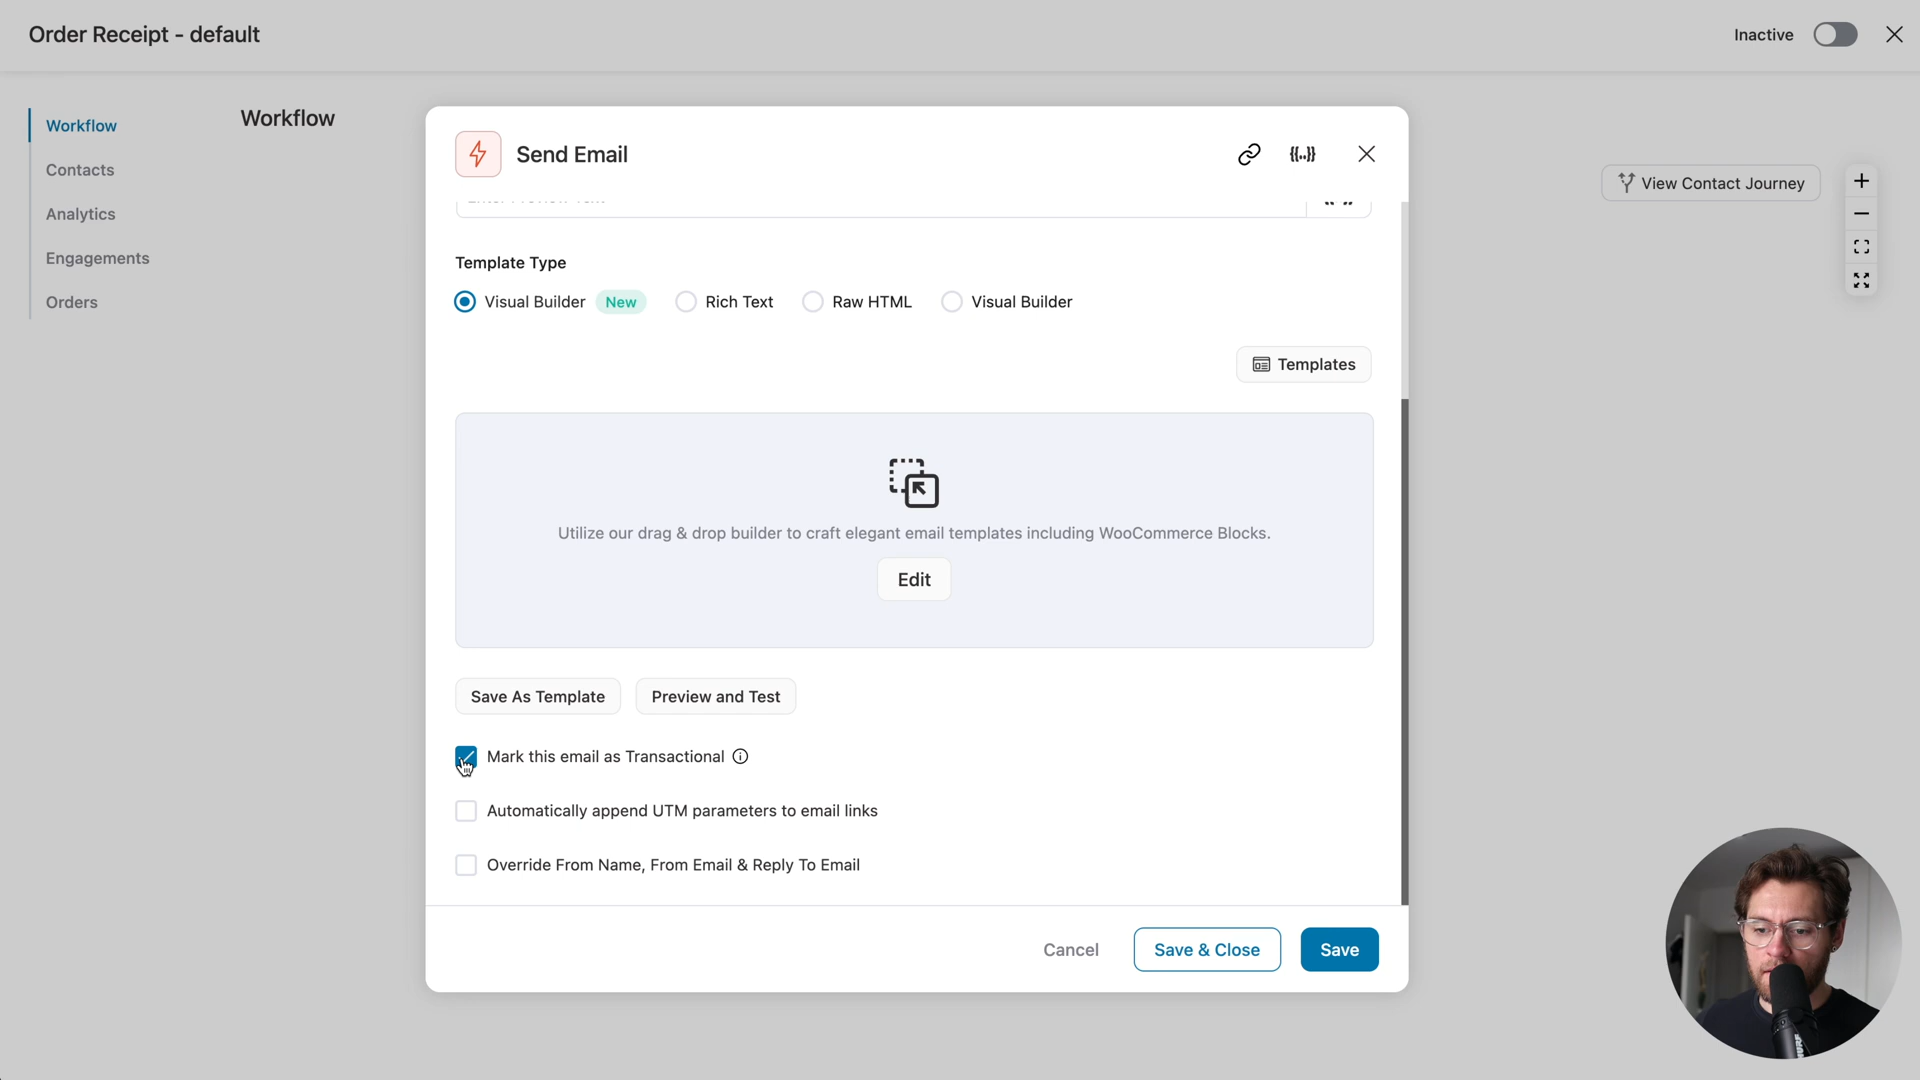 Order Receipt - default
Inactive
Workflow
Contacts
Analytics
Engagements
Orders
Workflow
View Contact Journey
Send Email
{{..}}
Template Type
Visual Builder New
Rich Text
Raw HTML
Visual Builder
Templates
Utilize our drag & drop builder to craft elegant email templates including WooCommerce Blocks.
Edit
Save As Template
Preview and Test
Mark this email as Transactional
Automatically append UTM parameters to email links
Override From Name, From Email & Reply To Email
Cancel
Save & Close
Save